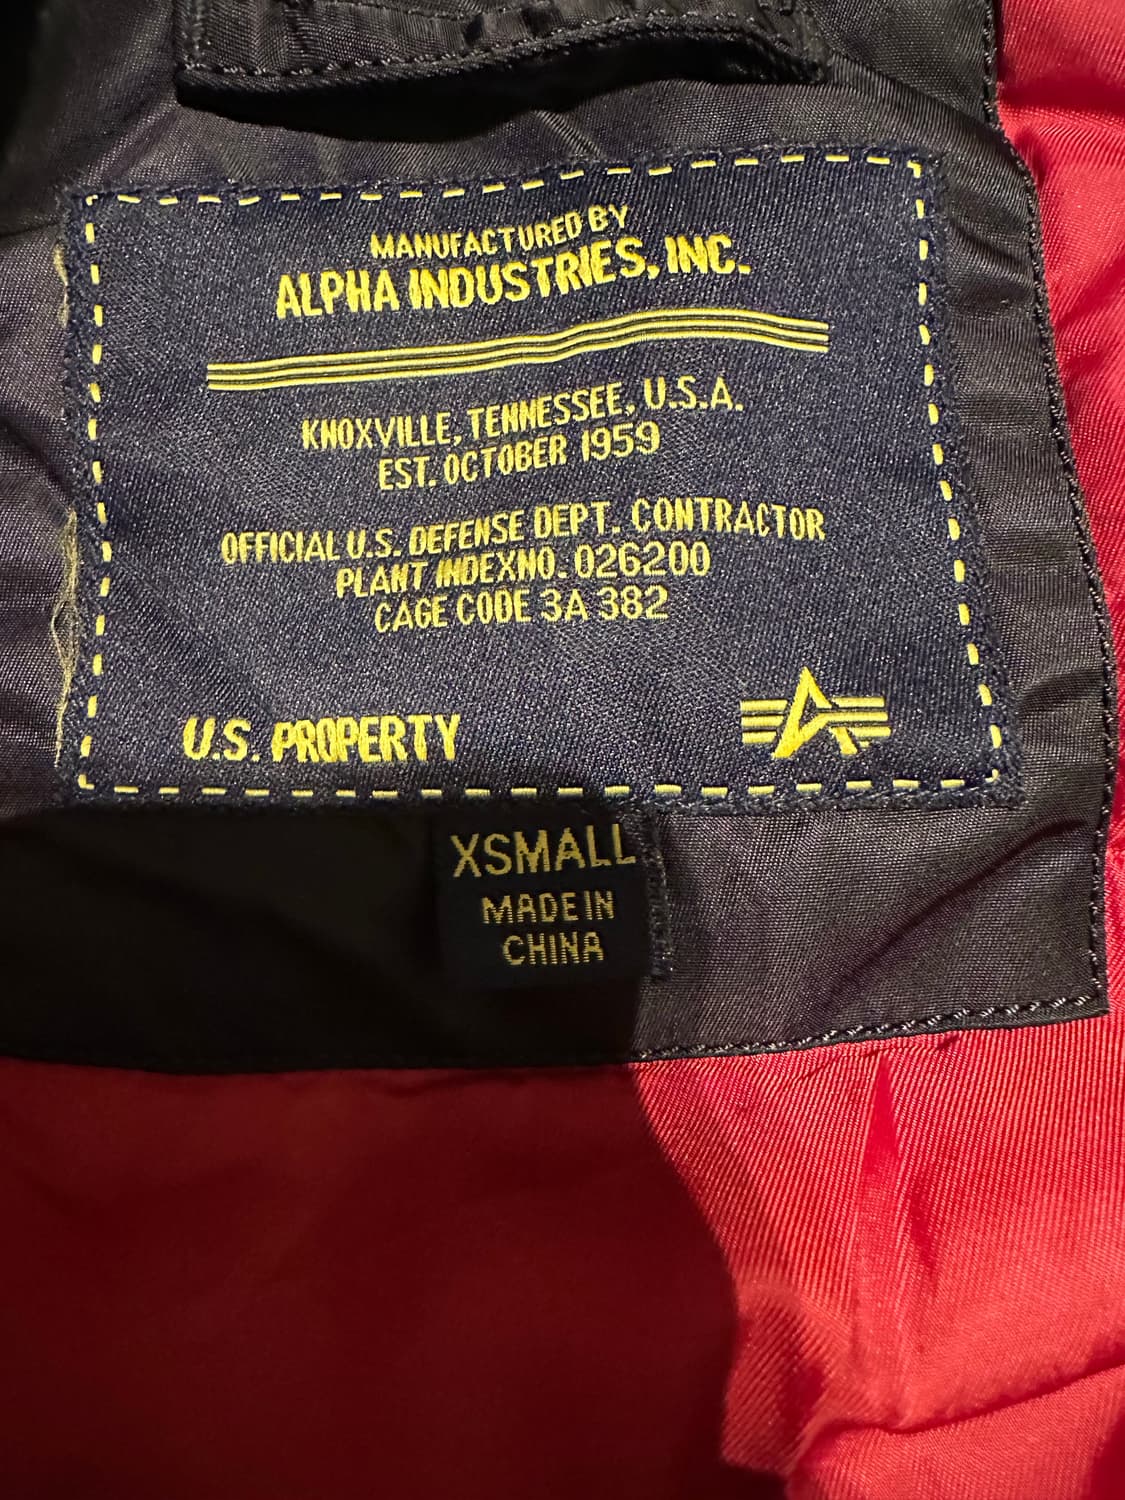 MANUFACTURED BY
ALPHA INDUSTRIES, INC.
KNOXVILLE, TENNESSEE, U.S.A.
EST. OCTOBER 1959
OFFICIAL U.S. DEFENSE DEPT. CONTRACTOR
PLANT INDEXNO. 026200
CAGE CODE 3A 382
U.S. PROPERTY
XSMALL
MADE IN
CHINA